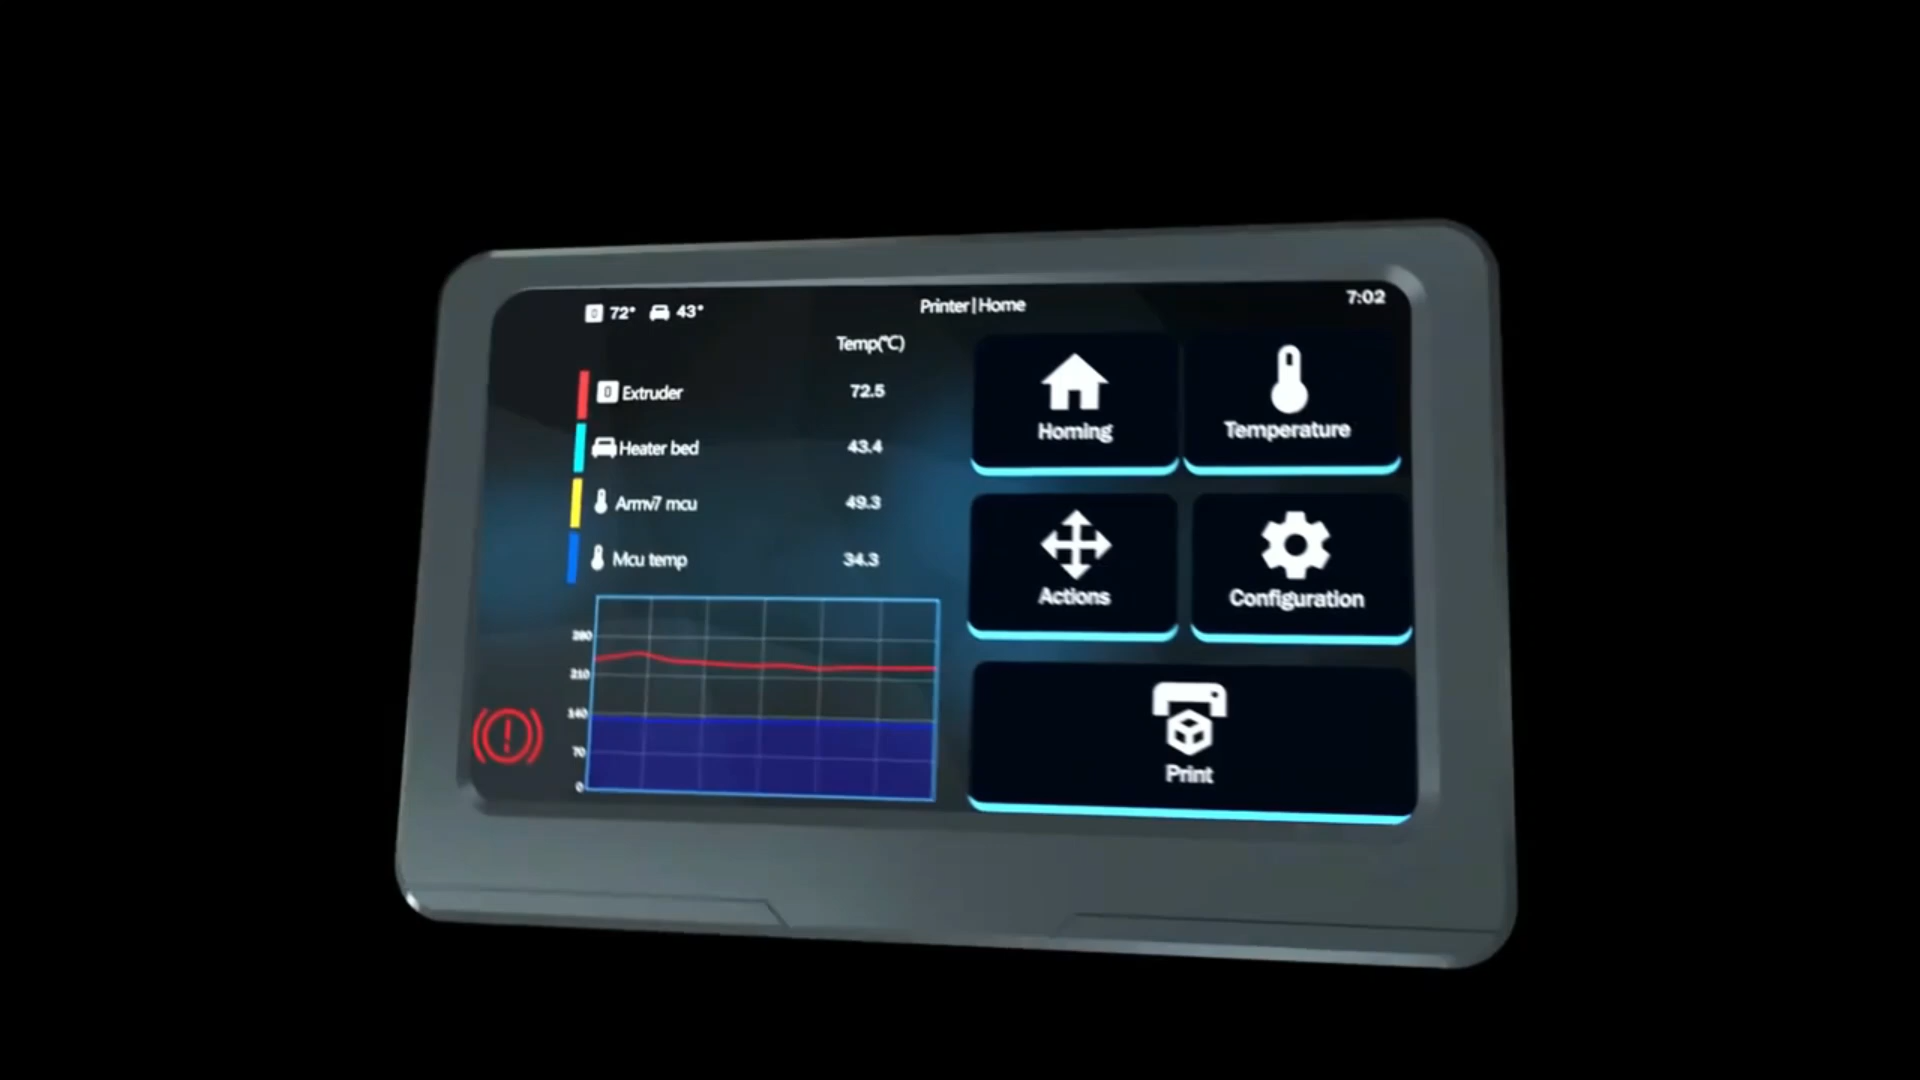 72° 43°
Printer|Home
7:02
Temp(℃)
Extruder 72.5
Heater bed 43.4
Armv7 mcu 49.3
Mcu temp 34.3
280
210
140
70
0
Homing
Temperature
Actions
Configuration
Print